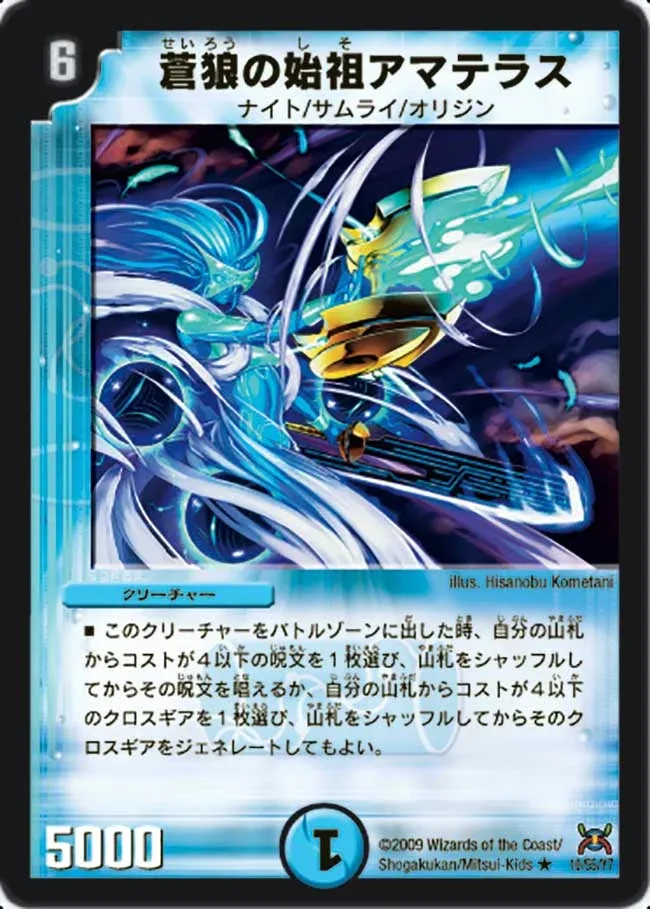 6
蒼狼の始祖アマテラス
せいろう しそ
ナイト/サムライ/オリジン
illus. Hisanobu Kometani
クリーチャー
■ このクリーチャーをバトルゾーンに出した時、自分の山札
からコストが4以下の呪文を1枚選び、山札をシャッフル
してからその呪文を唱えるか、自分の山札からコストが4以下
のクロスギアを1枚選び、山札をシャッフルしてからそのク
ロスギアをジェネレートしてもよい。
5000
1
©2009 Wizards of the Coast/
Shogakukan/Mitsui-Kids ★
10/55/Y7